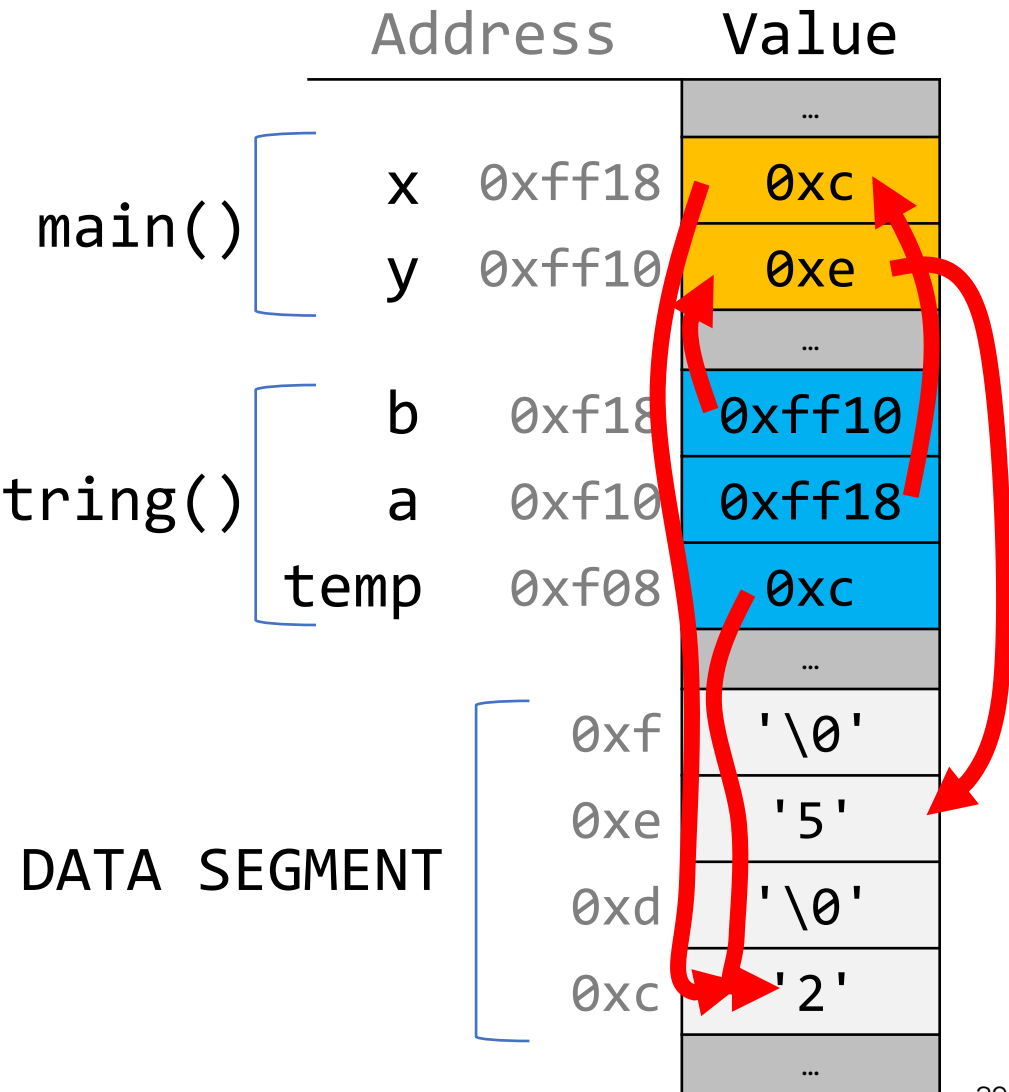 Address Value
…
x 0xff18 0xc
main()
y 0xff10 0xe
…
b 0xf18 0xff10
tring() a 0xf10 0xff18
temp 0xf08 0xc
…
0xf '\0'
0xe '5'
DATA SEGMENT
0xd '\0'
0xc '2'
…